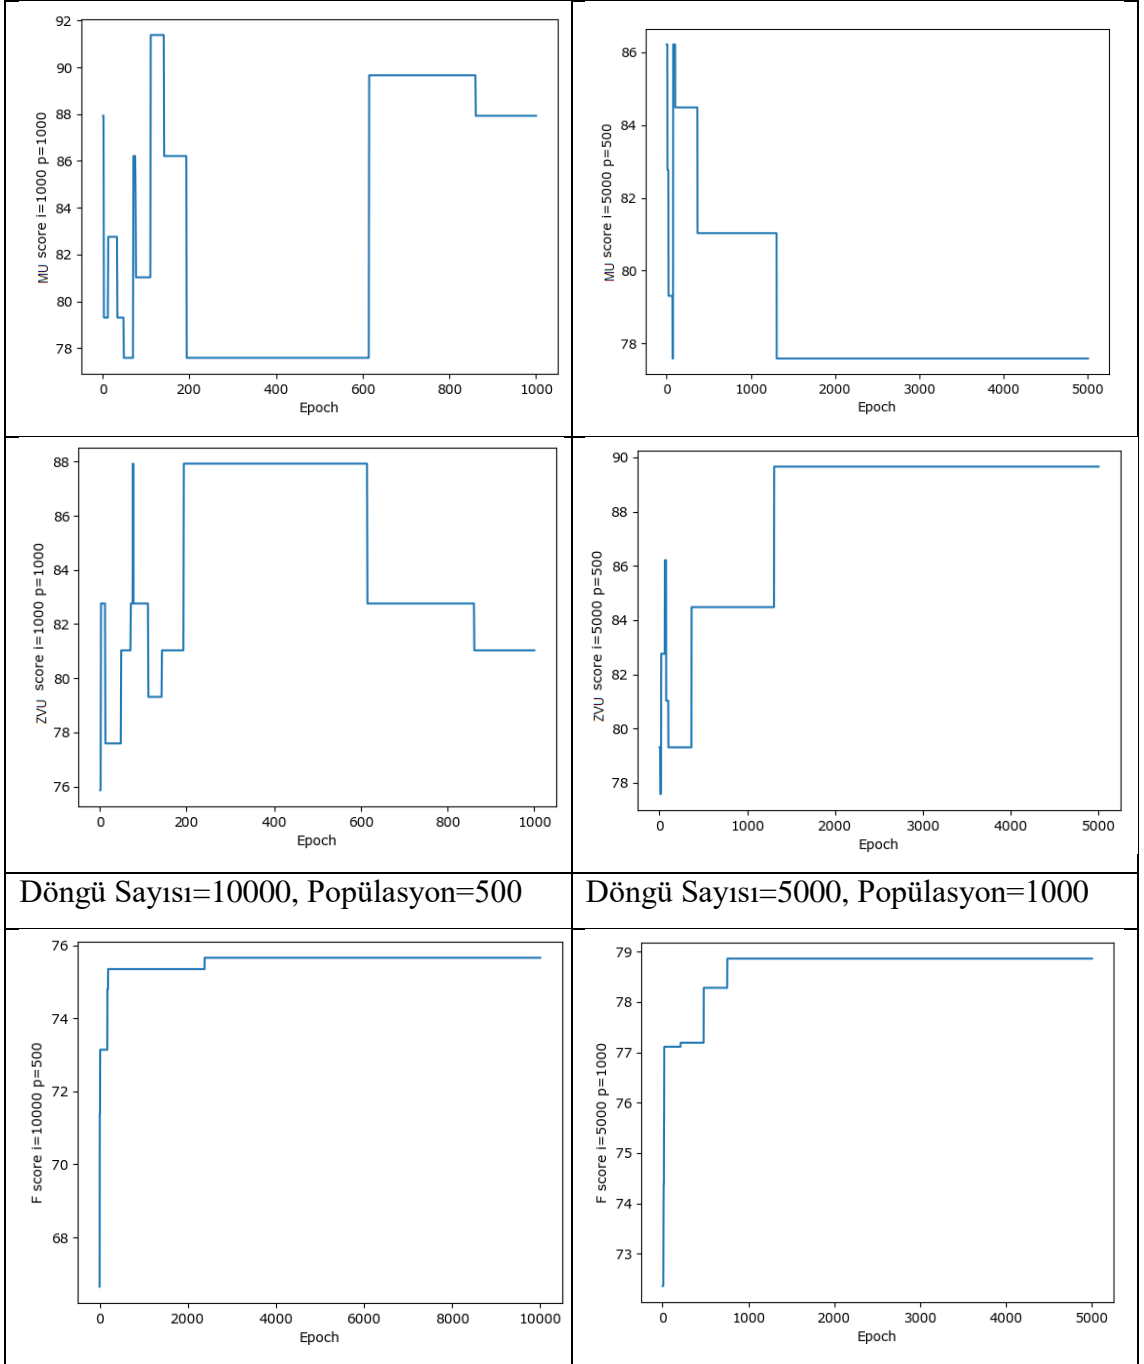 92
90
88
86
84
82
80
78
MU score i=1000 p=1000
0 200 400 600 800 1000
Epoch
86
84
82
80
78
MU score i=5000 p=500
0 1000 2000 3000 4000 5000
Epoch
88
86
84
82
80
78
76
ZVU score i=1000 p=1000
0 200 400 600 800 1000
Epoch
90
88
86
84
82
80
78
ZVU score i=5000 p=500
0 1000 2000 3000 4000 5000
Epoch
Döngü Sayısı=10000, Popülasyon=500
Döngü Sayısı=5000, Popülasyon=1000
76
74
72
70
68
F score i=10000 p=500
0 2000 4000 6000 8000 10000
Epoch
79
78
77
76
75
74
73
F score i=5000 p=1000
0 1000 2000 3000 4000 5000
Epoch